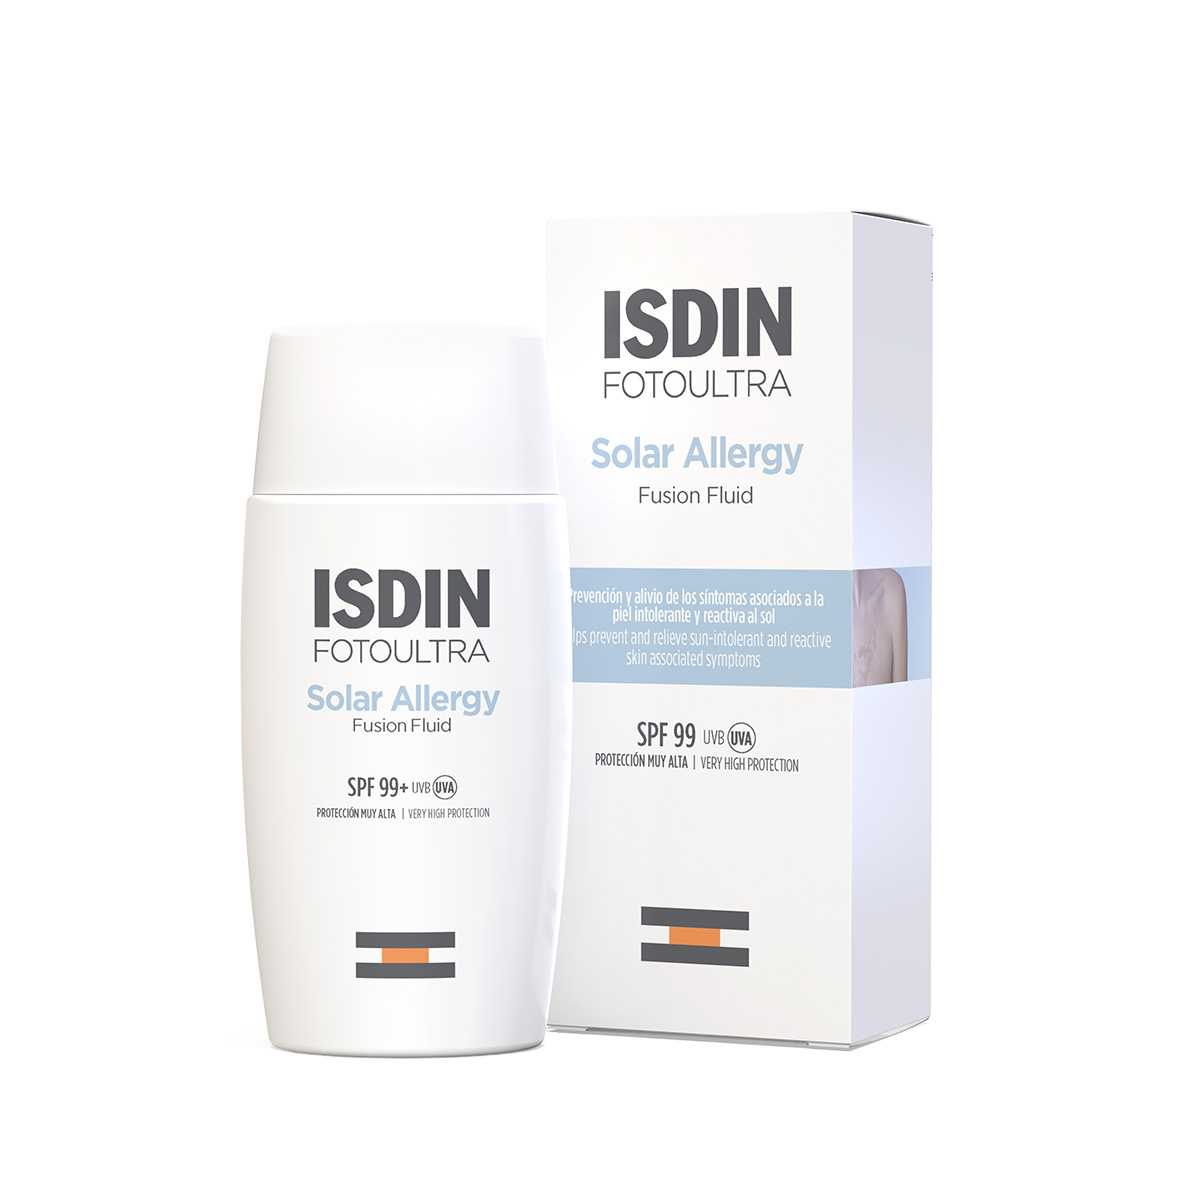 ISDIN
FOTOULTRA
Solar Allergy
Fusion Fluid
SPF 99+ UVB UVA
PROTECCIÓN MUY ALTA | VERY HIGH PROTECTION
ISDIN
FOTOULTRA
Solar Allergy
Fusion Fluid
Prevención y alivio de los síntomas asociados a la
piel intolerante y reactiva al sol
prevent and relieve sun-intolerant and reactive
skin associated symptoms
SPF 99 UVB UVA
PROTECCIÓN MUY ALTA | VERY HIGH PROTECTION